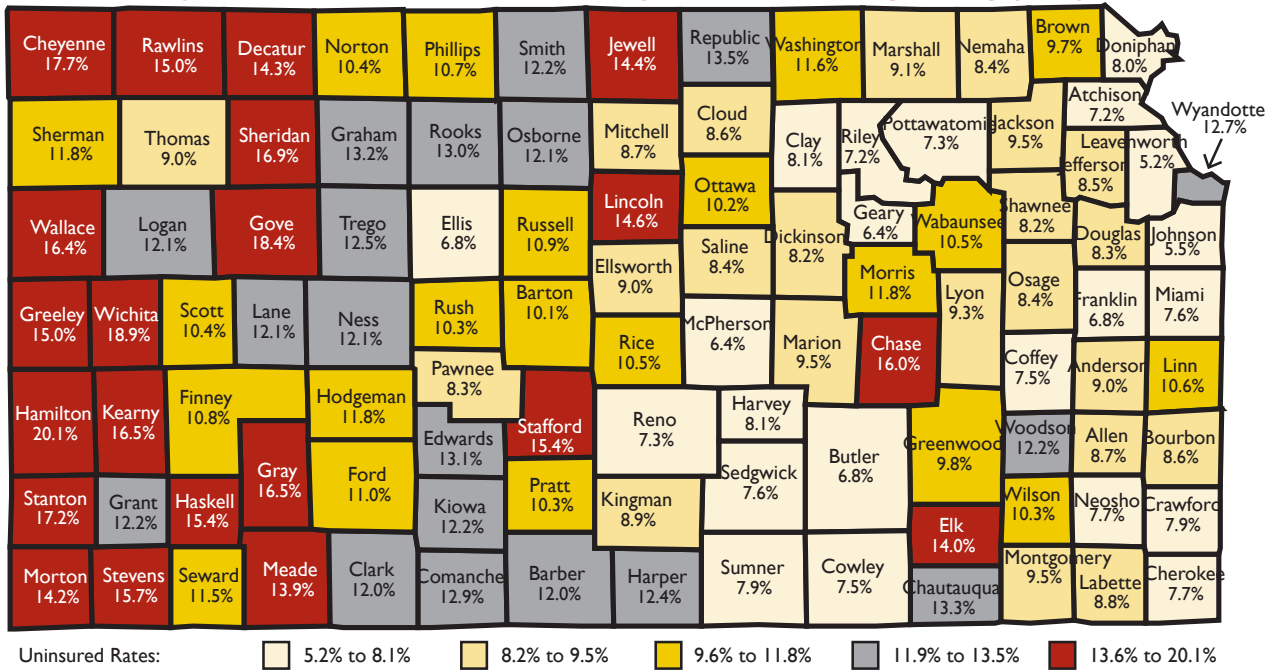 Cheyenne
17.7%
Rawlins
15.0%
Decatur
14.3%
Norton
10.4%
Phillips
10.7%
Smith
12.2%
Jewell
14.4%
Republic
13.5%
Washington
11.6%
Marshall
9.1%
Nemaha
8.4%
Brown
9.7%
Doniphan
8.0%
Atchison
7.2%
Wyandotte
12.7%
Sherman
11.8%
Thomas
9.0%
Sheridan
16.9%
Graham
13.2%
Rooks
13.0%
Osborne
12.1%
Mitchell
8.7%
Cloud
8.6%
Clay
8.1%
Riley
7.2%
Pottawatomie
7.3%
Jackson
9.5%
Jefferson
8.5%
Leavenworth
5.2%
Wallace
16.4%
Logan
12.1%
Gove
18.4%
Trego
12.5%
Ellis
6.8%
Russell
10.9%
Lincoln
14.6%
Ottawa
10.2%
Saline
8.4%
Dickinson
8.2%
Geary
6.4%
Wabaunsee
10.5%
Shawnee
8.2%
Douglas
8.3%
Johnson
5.5%
Greeley
15.0%
Wichita
18.9%
Scott
10.4%
Lane
12.1%
Ness
12.1%
Rush
10.3%
Barton
10.1%
Ellsworth
9.0%
Rice
10.5%
McPherson
6.4%
Marion
9.5%
Morris
11.8%
Chase
16.0%
Lyon
9.3%
Osage
8.4%
Franklin
6.8%
Miami
7.6%
Coffey
7.5%
Anderson
9.0%
Linn
10.6%
Hamilton
20.1%
Kearny
16.5%
Finney
10.8%
Gray
16.5%
Hodgeman
11.8%
Ford
11.0%
Pawnee
8.3%
Edwards
13.1%
Stafford
15.4%
Reno
7.3%
Harvey
8.1%
Sedgwick
7.6%
Butler
6.8%
Greenwood
9.8%
Woodson
12.2%
Allen
8.7%
Bourbon
8.6%
Stanton
17.2%
Grant
12.2%
Haskell
15.4%
Kiowa
12.2%
Pratt
10.3%
Kingman
8.9%
Elk
14.0%
Wilson
10.3%
Neosho
7.7%
Crawford
7.9%
Morton
14.2%
Stevens
15.7%
Seward
11.5%
Meade
13.9%
Clark
12.0%
Comanche
12.9%
Barber
12.0%
Harper
12.4%
Sumner
7.9%
Cowley
7.5%
Chautauqua
13.3%
Montgomery
9.5%
Labette
8.8%
Cherokee
7.7%
Uninsured Rates: 5.2% to 8.1% 8.2% to 9.5% 9.6% to 11.8% 11.9% to 13.5% 13.6% to 20.1%